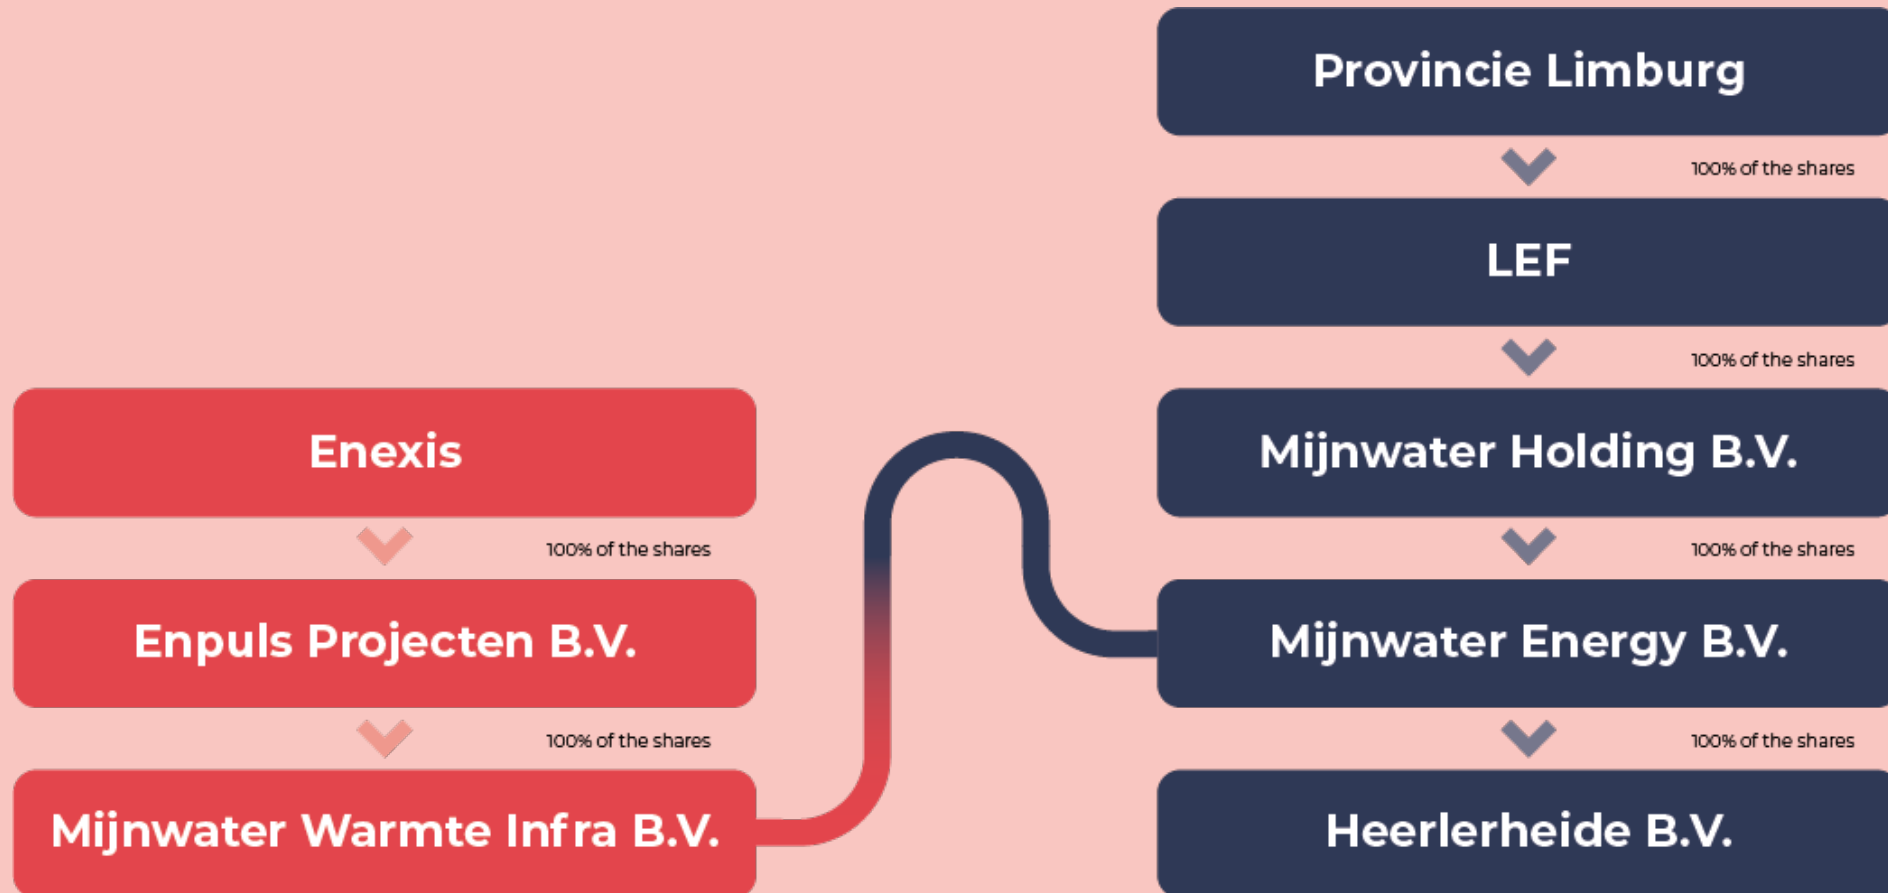 Provincie Limburg
100% of the shares
LEF
100% of the shares
Mijnwater Holding B.V.
100% of the shares
Mijnwater Energy B.V.
100% of the shares
Heerlerheide B.V.
Enexis
100% of the shares
Enpuls Projecten B.V.
100% of the shares
Mijnwater Warmte Infra B.V.